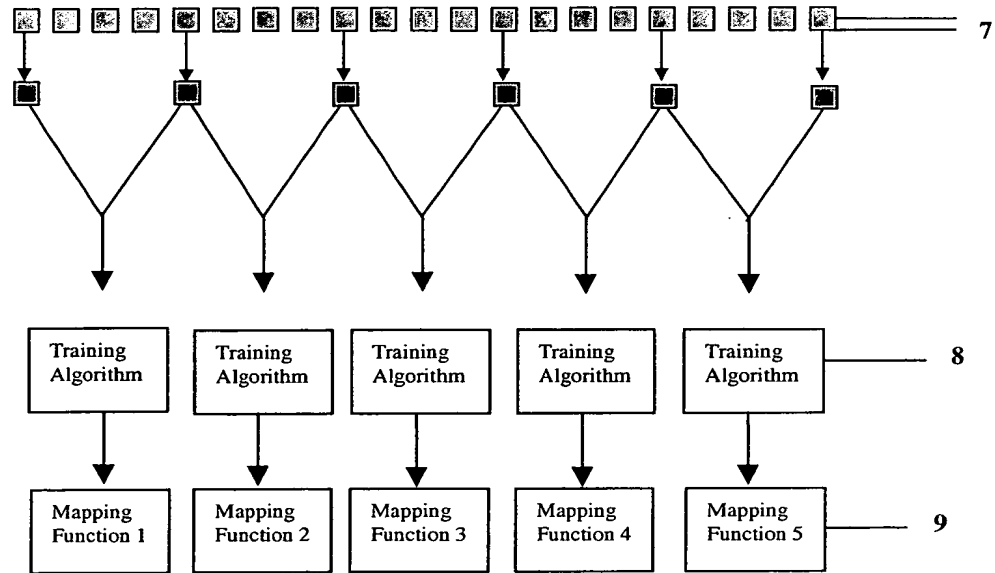 7
Training
Algorithm
Training
Algorithm
Training
Algorithm
Training
Algorithm
Training
Algorithm
8
Mapping
Function 1
Mapping
Function 2
Mapping
Function 3
Mapping
Function 4
Mapping
Function 5
9